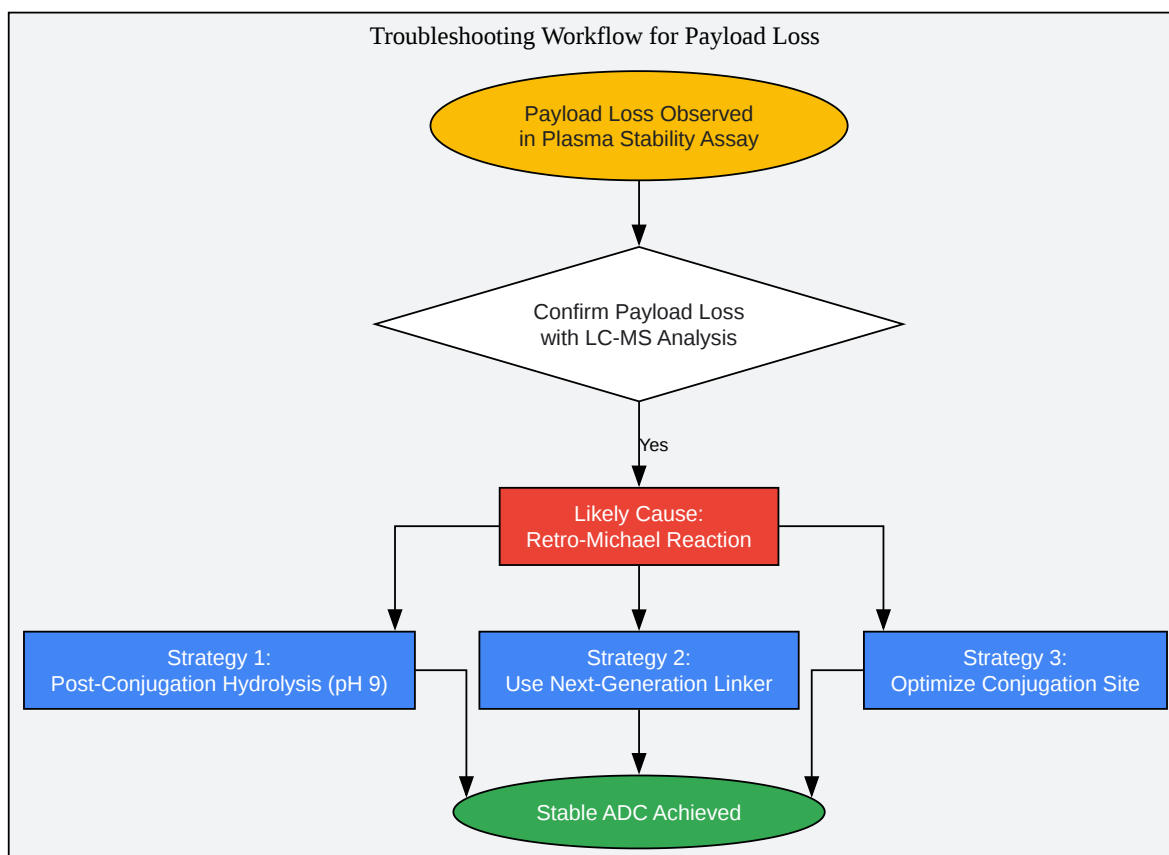 Troubleshooting Workflow for Payload Loss
Payload Loss Observed
in Plasma Stability Assay
Confirm Payload Loss
with LC-MS Analysis
Yes
Likely Cause:
Retro-Michael Reaction
Strategy 1:
Post-Conjugation Hydrolysis (pH 9)
Strategy 2:
Use Next-Generation Linker
Strategy 3:
Optimize Conjugation Site
Stable ADC Achieved